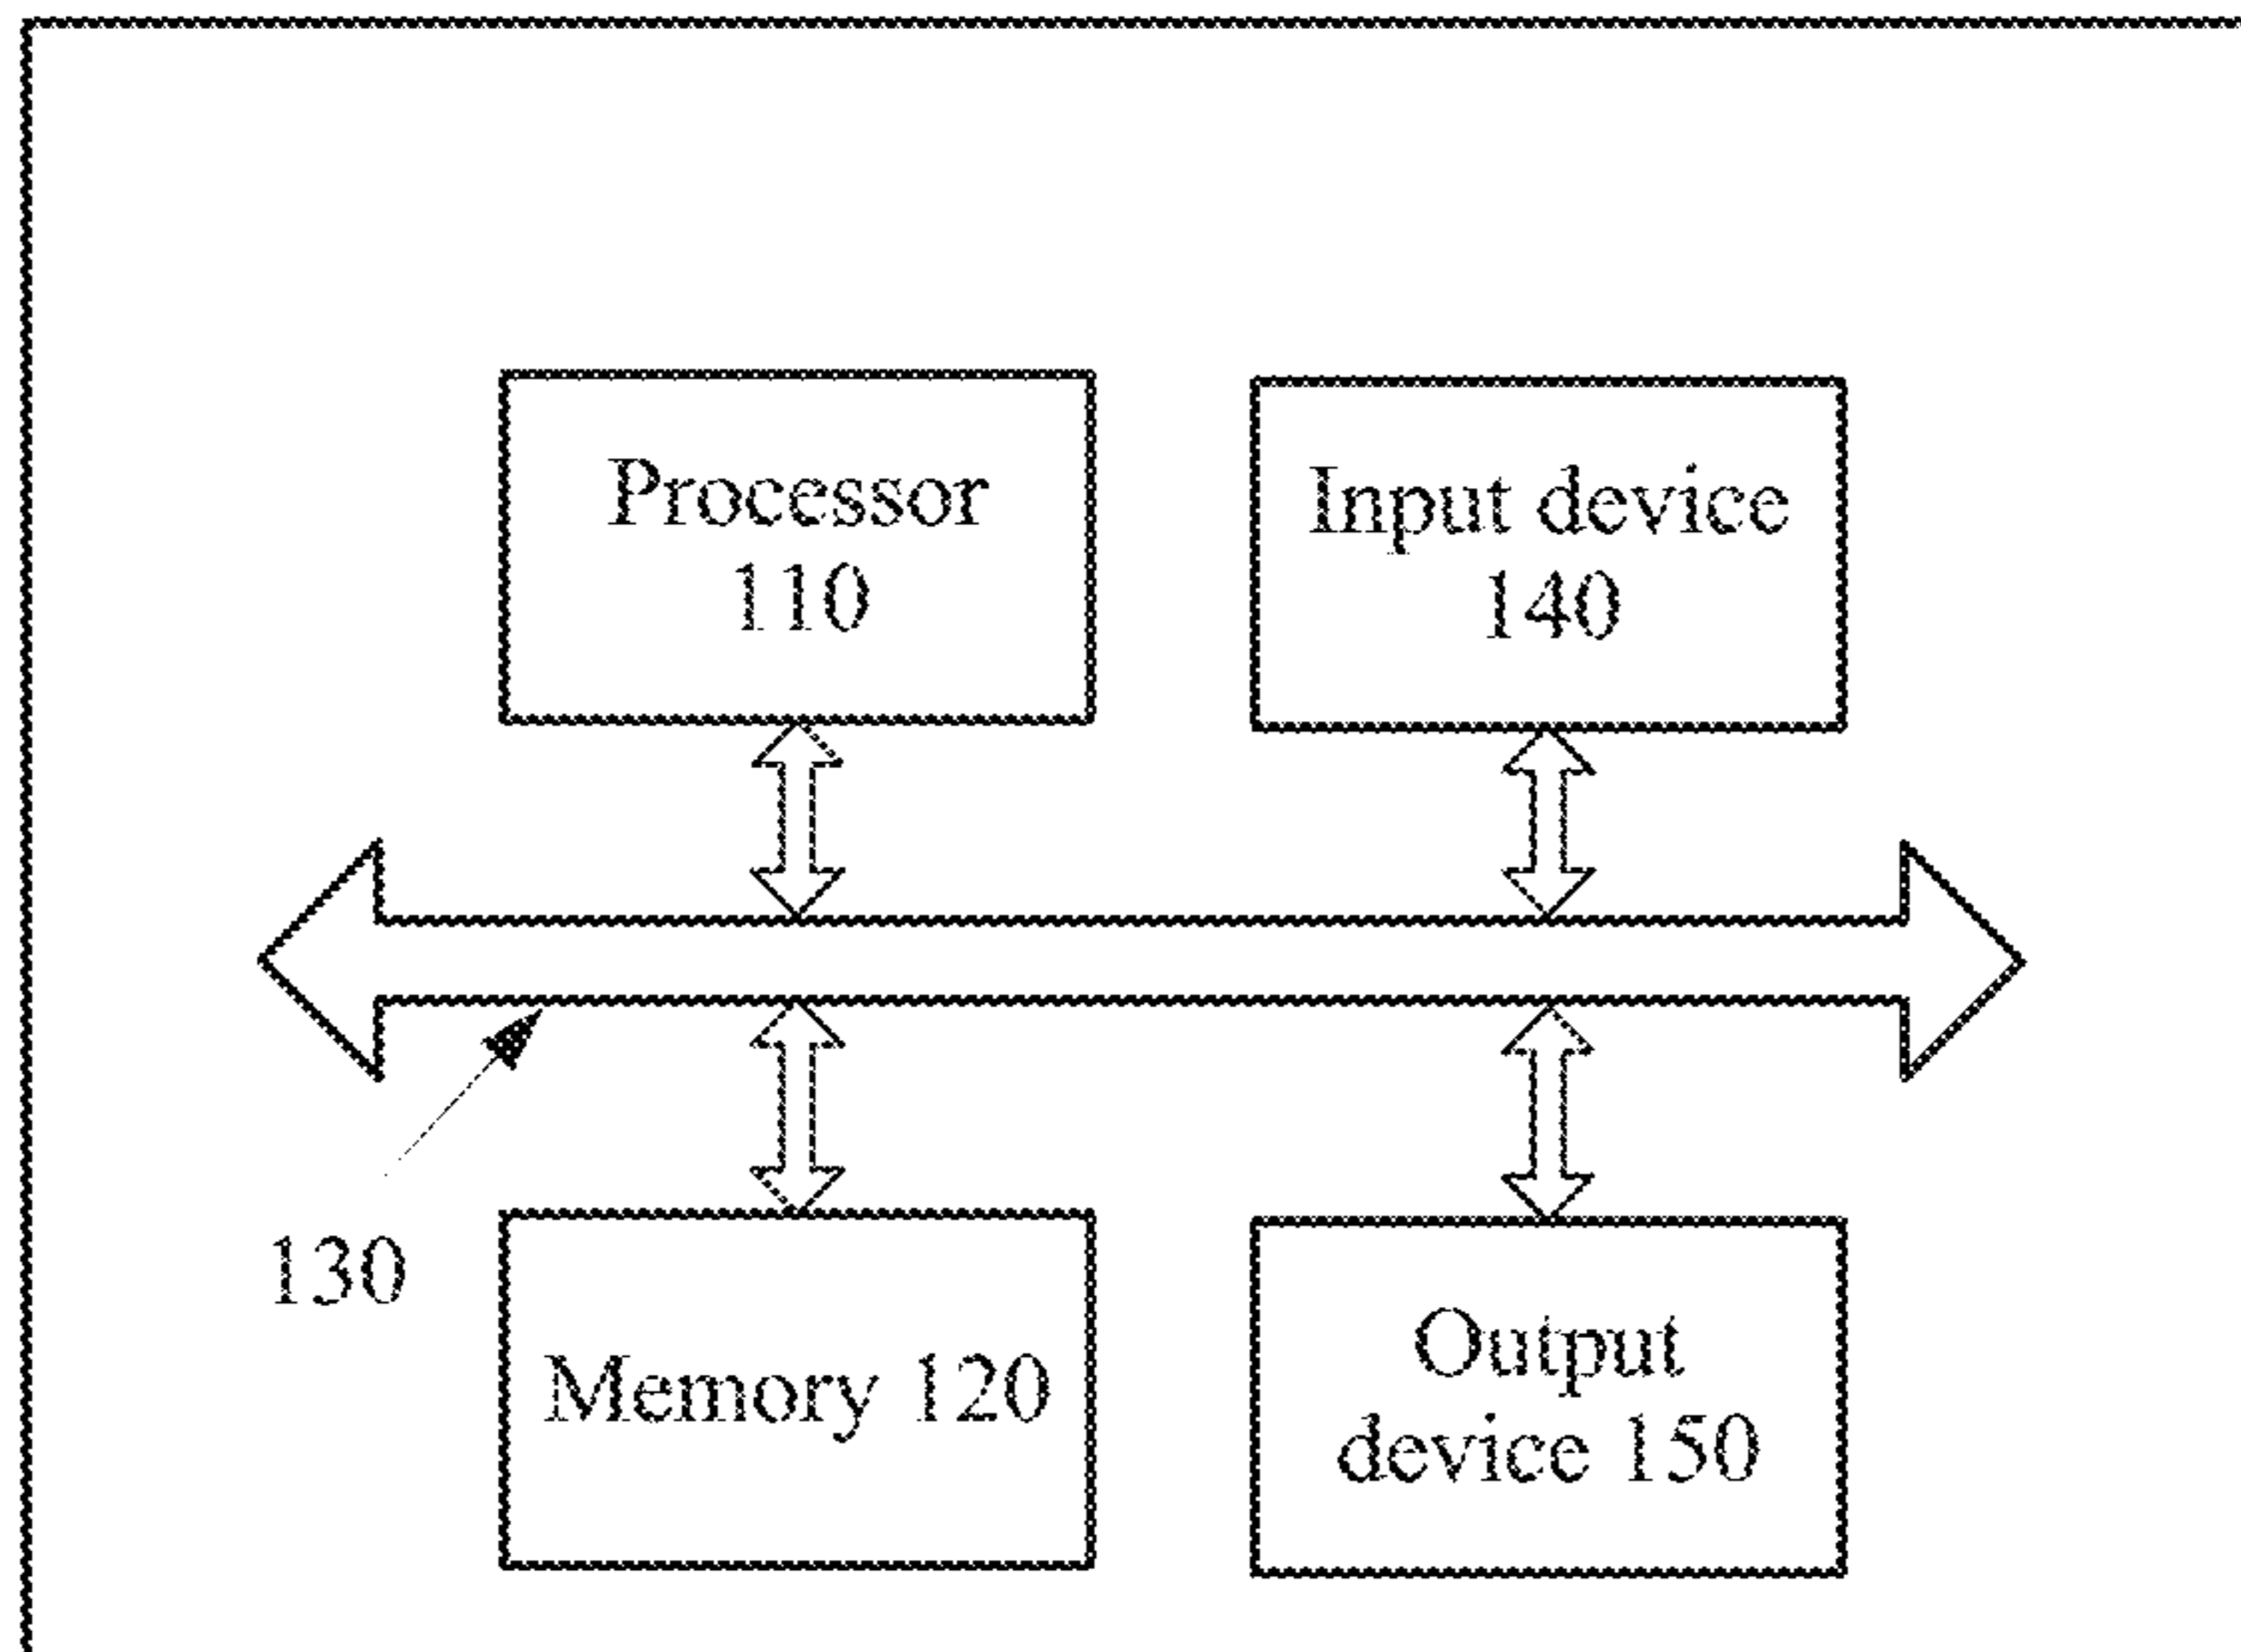 Processor
110
Input device
140
130
Memory 120
Output
device 150